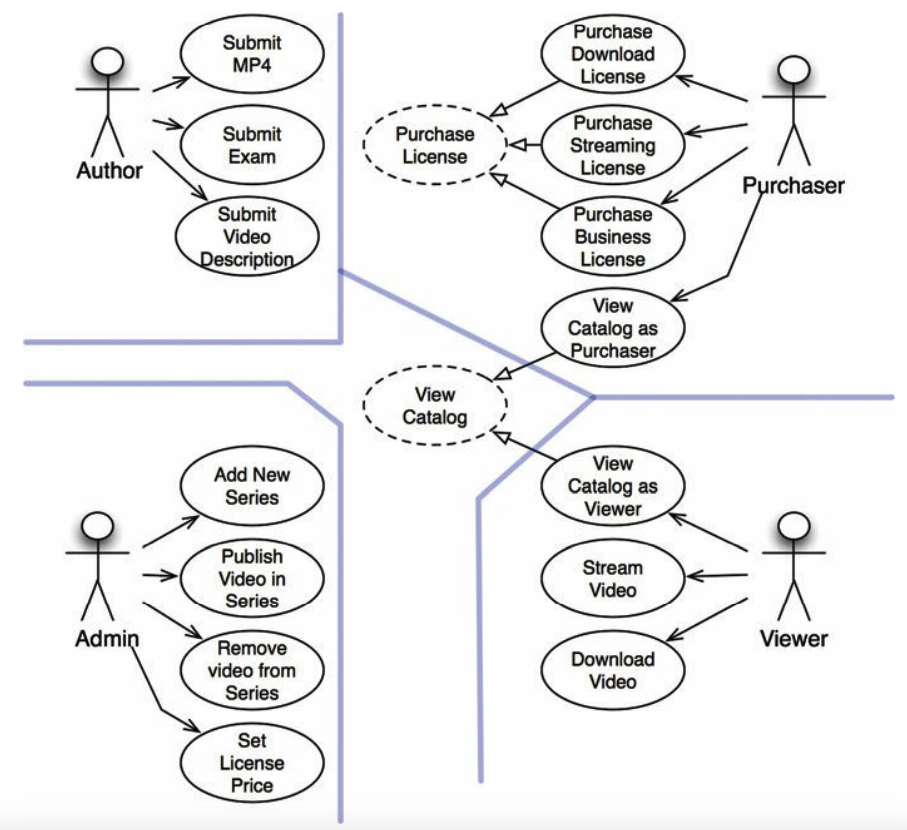 Submit
MP4
Author
Submit
Exam
Submit
Video
Description
Purchase
Download
License
Purchase
License
Purchase
Streaming
License
Purchaser
Purchase
Business
License
View
Catalog as
Purchaser
View
Catalog
Add New
Series
Publish
Video in
Series
Admin
Remove
video from
Series
Set
License
Price
View
Catalog as
Viewer
Stream
Video
Viewer
Download
Video